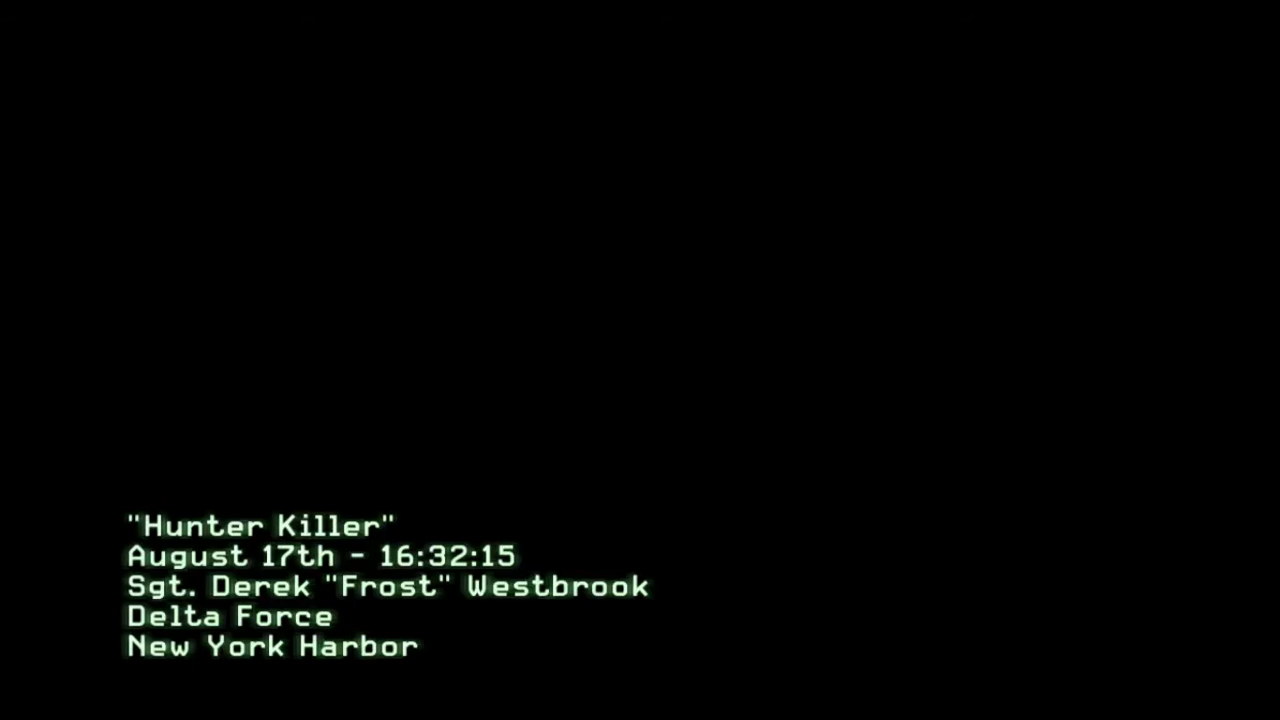 "Hunter Killer"
August 17th - 16:32:15
Sgt. Derek "Frost" Westbrook
Delta Force
New York Harbor